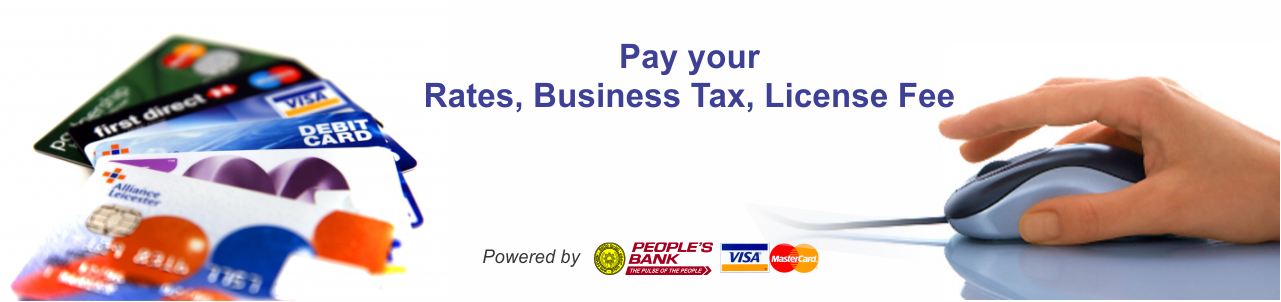 Pay your
Rates, Business Tax, License Fee
Partnership
first direct
VISA
DEBIT
CARD
Alliance
Leicester
Powered by
PEOPLE'S
BANK
THE PULSE OF THE PEOPLE
VISA
MasterCard